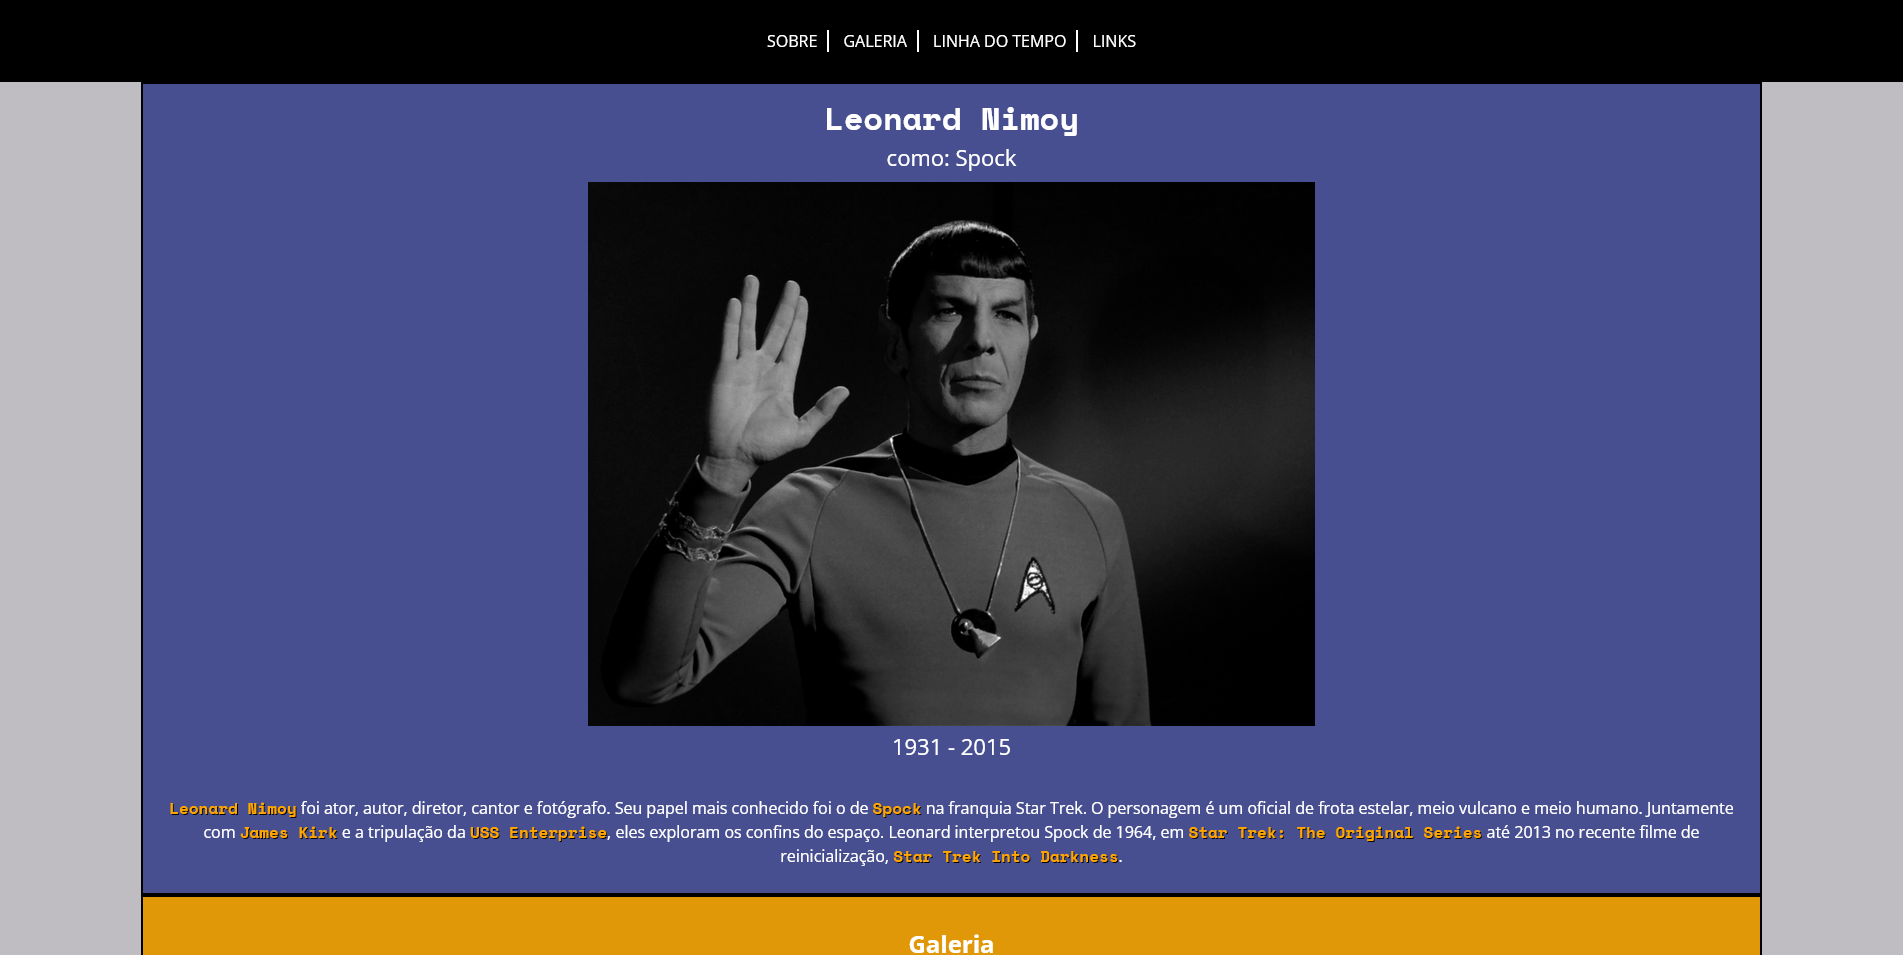 SOBRE
GALERIA
LINHA DO TEMPO
LINKS
Leonard Nimoy
como: Spock
1931 - 2015
Leonard Nimoy foi ator, autor, diretor, cantor e fotógrafo. Seu papel mais conhecido foi o de Spock na franquia Star Trek. O personagem é um oficial de frota estelar, meio vulcano e meio humano. Juntamente
com James Kirk e a tripulação da USS Enterprise, eles exploram os confins do espaço. Leonard interpretou Spock de 1964, em Star Trek: The Original Series até 2013 no recente filme de
reinicialização, Star Trek Into Darkness.
Galeria